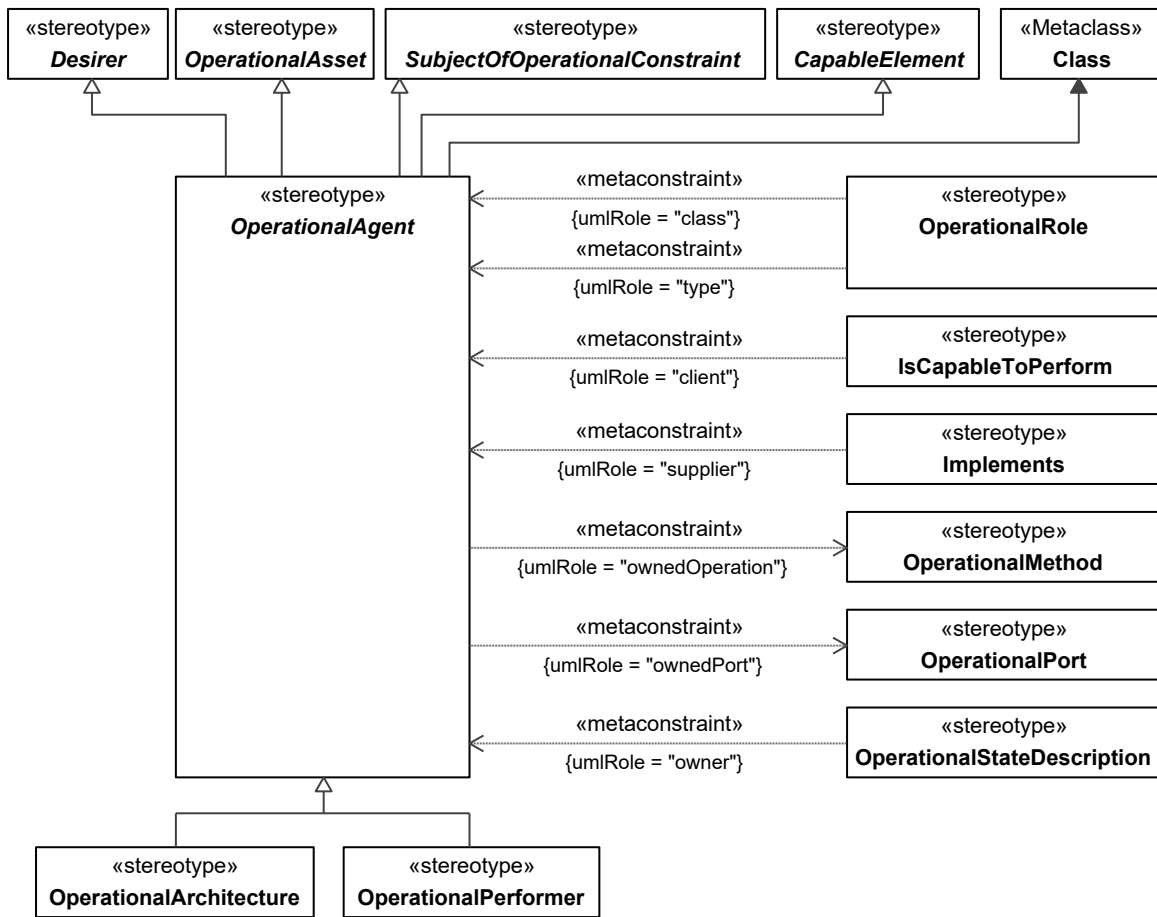 «stereotype»
Desirer
«stereotype»
OperationalAsset
«stereotype»
SubjectOfOperationalConstraint
«stereotype»
CapableElement
«Metaclass»
Class
«stereotype»
OperationalAgent
«metaconstraint»
{umlRole = "class"}
«metaconstraint»
{umlRole = "type"}
«stereotype»
OperationalRole
«metaconstraint»
{umlRole = "client"}
«stereotype»
IsCapableToPerform
«metaconstraint»
{umlRole = "supplier"}
«stereotype»
Implements
«metaconstraint»
{umlRole = "ownedOperation"}
«stereotype»
OperationalMethod
«metaconstraint»
{umlRole = "ownedPort"}
«stereotype»
OperationalPort
«metaconstraint»
{umlRole = "owner"}
«stereotype»
OperationalStateDescription
«stereotype»
OperationalArchitecture
«stereotype»
OperationalPerformer